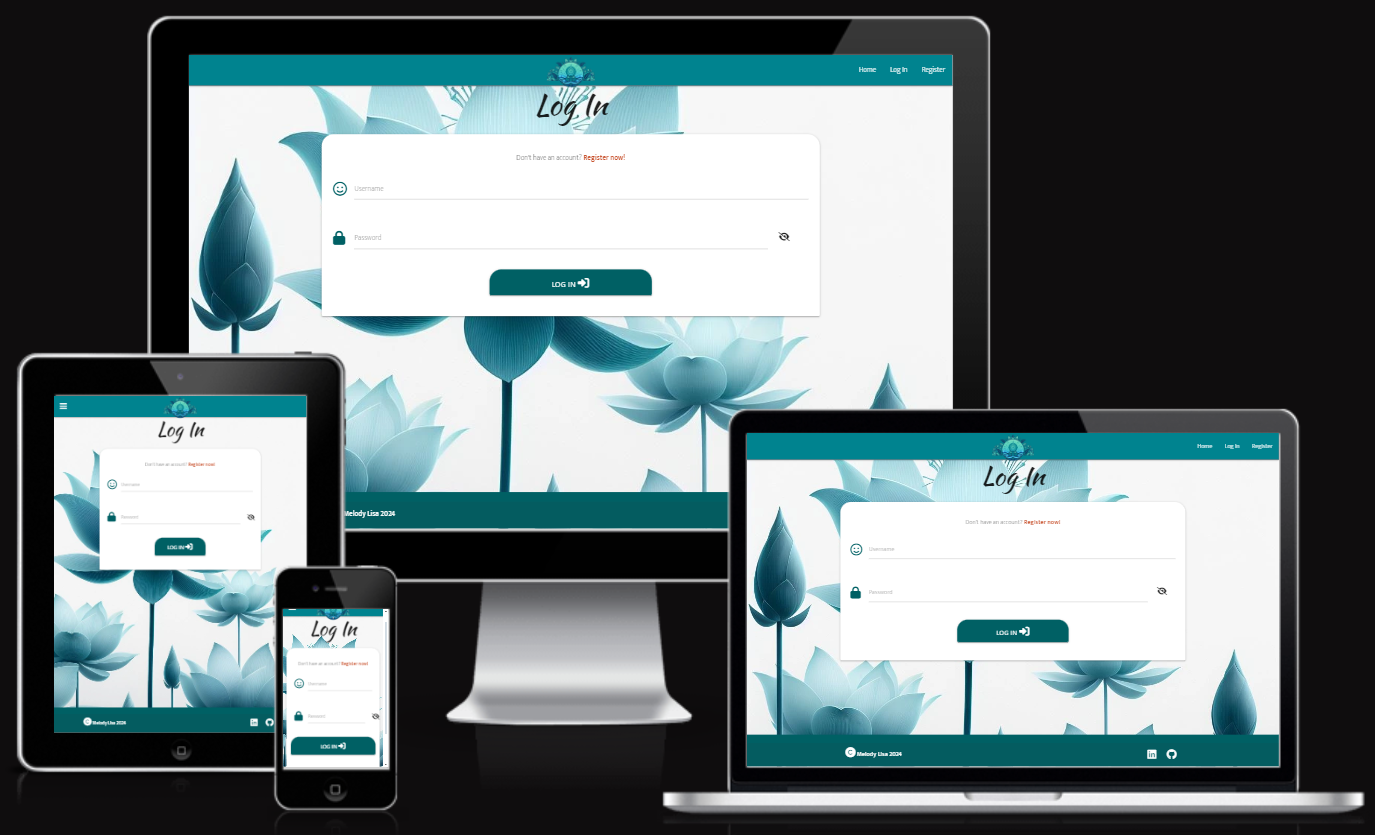 Home Log In Register
Log In
Don't have an account? Register now!
Username
Password
LOG IN
Melody Lisa 2024
Log In
Don't have an account? Register now!
Username
Password
LOG IN
C Melody Lisa 2024
in
Log In
Don't have an account? Register now!
Username
Password
LOG IN
Home Log In Register
Log In
Don't have an account? Register now!
Username
Password
LOG IN
C Melody Lisa 2024
in